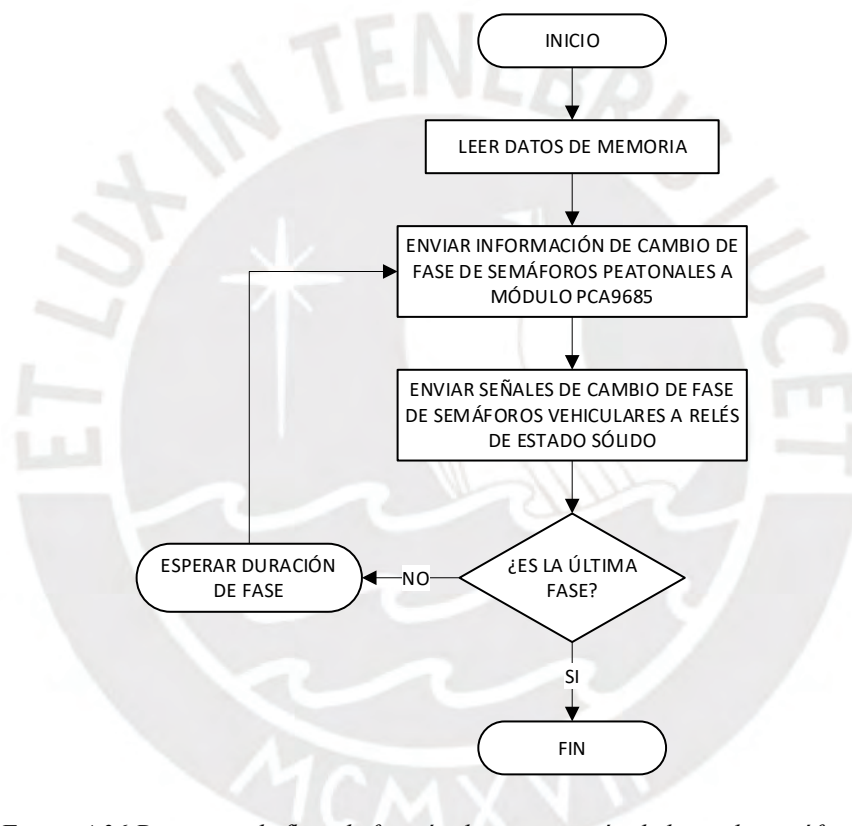 ET LUX IN TENEBRIS LUCET
MCMXVII
INICIO
LEER DATOS DE MEMORIA
ENVIAR INFORMACIÓN DE CAMBIO DE
FASE DE SEMÁFOROS PEATONALES A
MÓDULO PCA9685
ENVIAR SEÑALES DE CAMBIO DE FASE
DE SEMÁFOROS VEHICULARES A RELÉS
DE ESTADO SÓLIDO
ESPERAR DURACIÓN
DE FASE
NO
¿ES LA ÚLTIMA
FASE?
SI
FIN